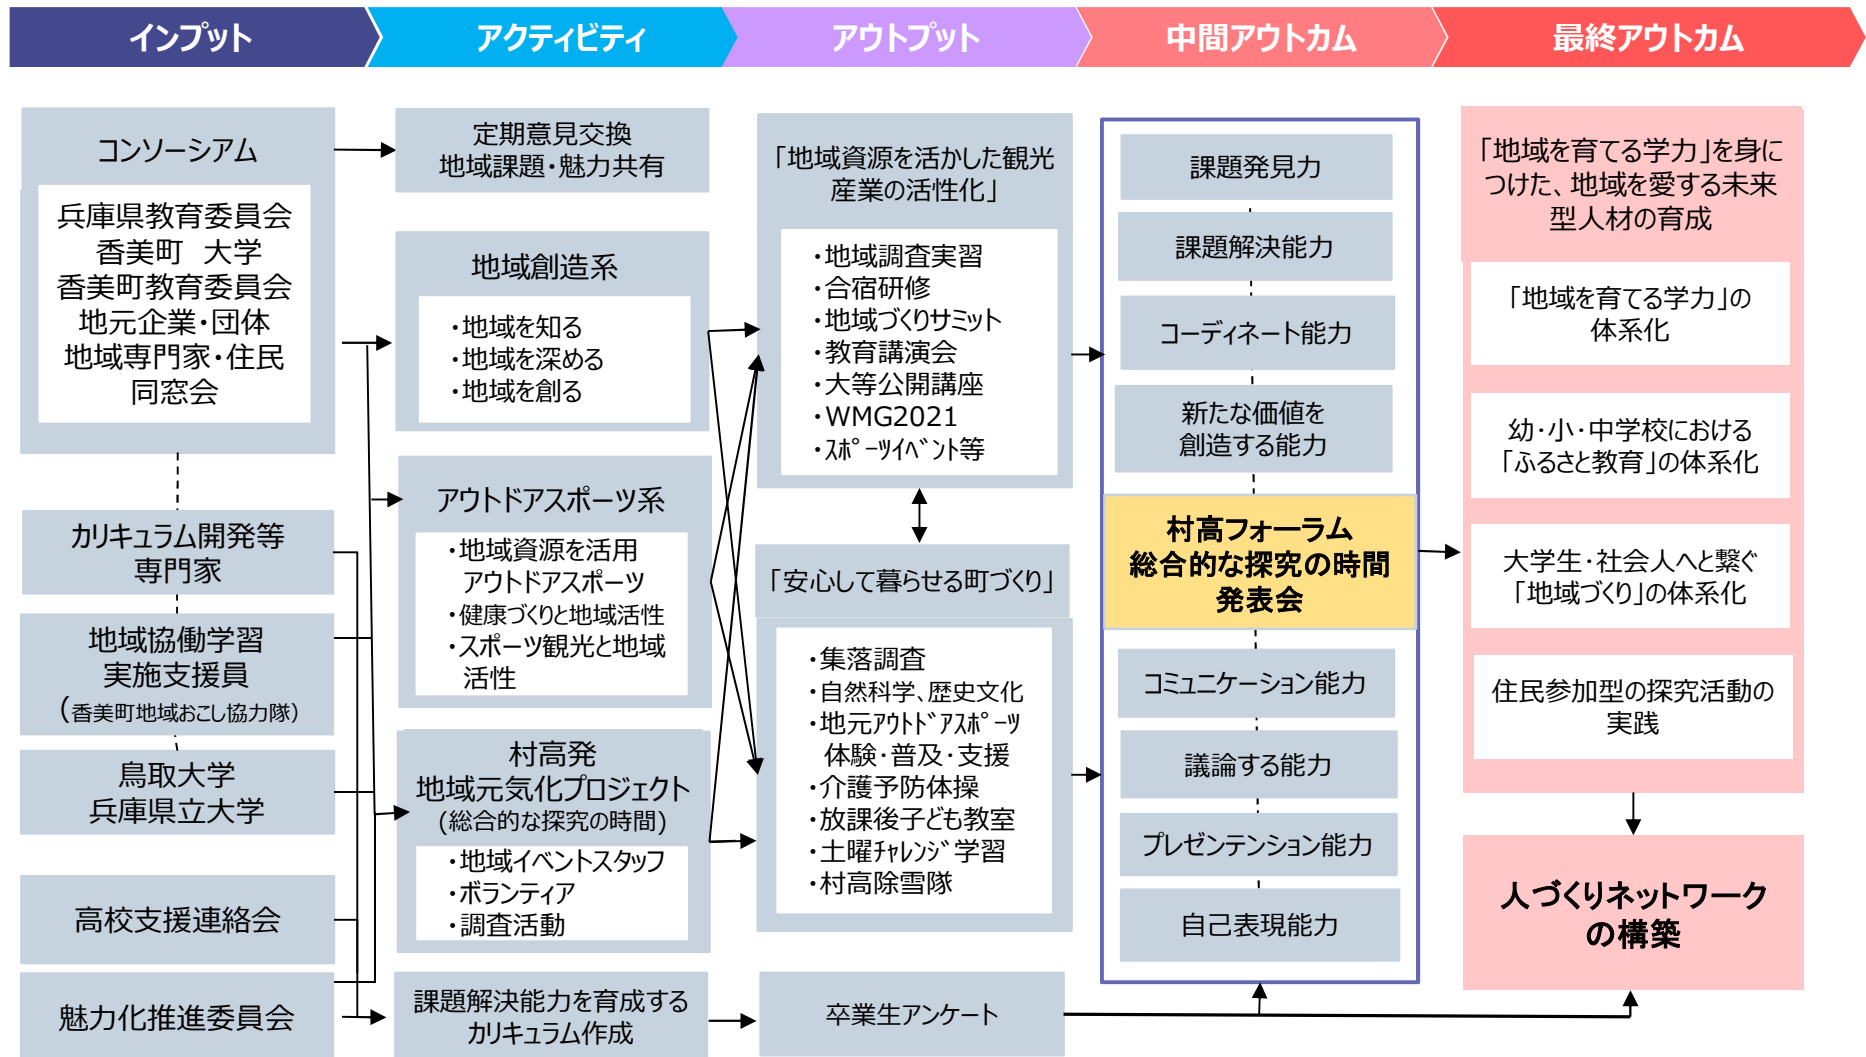 インプット
アクティビティ
アウトプット
中間アウトカム
最終アウトカム
コンソーシアム
兵庫県教育委員会
香美町　大学
香美町教育委員会
地元企業・団体
地域専門家・住民
同窓会
カリキュラム開発等
専門家
地域協働学習
実施支援員
（香美町地域おこし協力隊）
鳥取大学
兵庫県立大学
高校支援連絡会
魅力化推進委員会
定期意見交換
地域課題・魅力共有
地域創造系
・地域を知る
・地域を深める
・地域を創る
アウトドアスポーツ系
・地域資源を活用
アウトドアスポーツ
・健康づくりと地域活性
・スポーツ観光と地域
活性
村高発
地域元気化プロジェクト
（総合的な探究の時間）
・地域イベントスタッフ
・ボランティア
・調査活動
課題解決能力を育成する
カリキュラム作成
「地域資源を活かした観光
産業の活性化」
・地域調査実習
・合宿研修
・地域づくりサミット
・教育講演会
・大等公開講座
・WMG2021
・ｽﾎﾟｰﾂｲﾍﾞﾝﾄ等
「安心して暮らせる町づくり」
・集落調査
・自然科学、歴史文化
・地元ｱｳﾄﾄﾞｱｽﾎﾟｰﾂ
体験・普及・支援
・介護予防体操
・放課後子ども教室
・土曜ﾁｬﾚﾝｼﾞ学習
・村高除雪隊
卒業生アンケート
課題発見力
課題解決能力
コーディネート能力
新たな価値を
創造する能力
村高フォーラム
総合的な探究の時間
発表会
コミュニケーション能力
議論する能力
プレゼンテンション能力
自己表現能力
「地域を育てる学力」を身に
つけた、地域を愛する未来
型人材の育成
「地域を育てる学力」の
体系化
幼・小・中学校における
「ふるさと教育」の体系化
大学生・社会人へと繋ぐ
「地域づくり」の体系化
住民参加型の探究活動の
実践
人づくりネットワーク
の構築